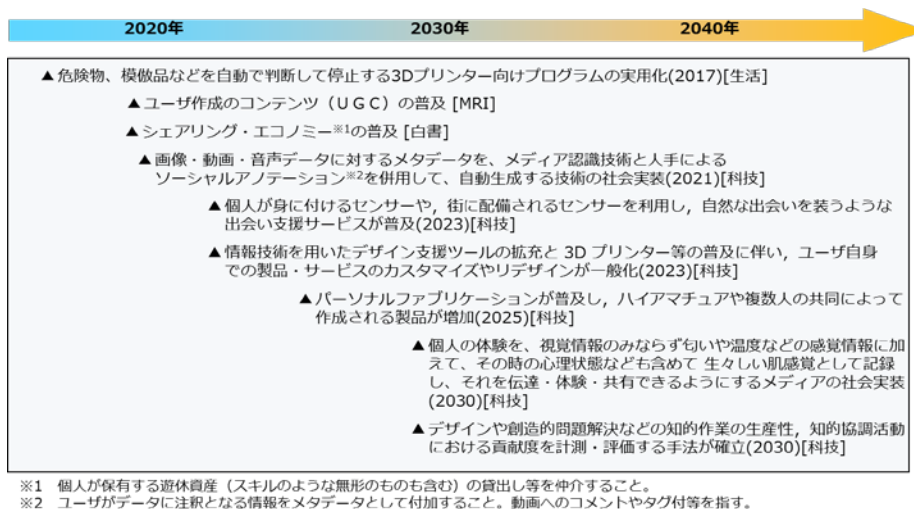 2020年 2030年 2040年
▲危険物、模倣品などを自動で判断して停止する3Dプリンター向けプログラムの実用化(2017)[生活]
▲ユーザ作成のコンテンツ（ＵＧＣ）の普及 [MRI]
▲シェアリング・エコノミー※1の普及 [白書]
▲画像・動画・音声データに対するメタデータを、メディア認識技術と人手による
ソーシャルアノテーション※2を併用して、自動生成する技術の社会実装(2021)[科技]
▲個人が身に付けるセンサーや，街に配備されるセンサーを利用し，自然な出会いを装うような
出会い支援サービスが普及(2023)[科技]
▲情報技術を用いたデザイン支援ツールの拡充と 3D プリンター等の普及に伴い，ユーザ自身
での製品・サービスのカスタマイズやリデザインが一般化(2023)[科技]
▲パーソナルファブリケーションが普及し，ハイアマチュアや複数人の共同によって
作成される製品が増加(2025)[科技]
▲個人の体験を、視覚情報のみならず匂いや温度などの感覚情報に加
えて、その時の心理状態なども含めて 生々しい肌感覚として記録
し、それを伝達・体験・共有できるようにするメディアの社会実装
(2030)[科技]
▲デザインや創造的問題解決などの知的作業の生産性，知的協調活動
における貢献度を計測・評価する手法が確立(2030)[科技]
※1 個人が保有する遊休資産（スキルのような無形のものも含む）の貸出し等を仲介すること。
※2 ユーザがデータに注釈となる情報をメタデータとして付加すること。動画へのコメントやタグ付等を指す。